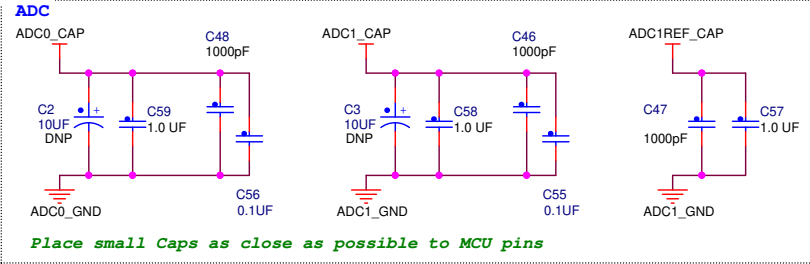 ADC
ADC0_CAP
C48
1000pF
C2
10UF
DNP
+
C59
1.0 UF
C56
0.1UF
ADC0_GND
ADC1_CAP
C46
1000pF
C3
10UF
DNP
+
C58
1.0 UF
C55
0.1UF
ADC1_GND
ADC1REF_CAP
C47
1000pF
C57
1.0 UF
ADC1_GND
Place small Caps as close as possible to MCU pins